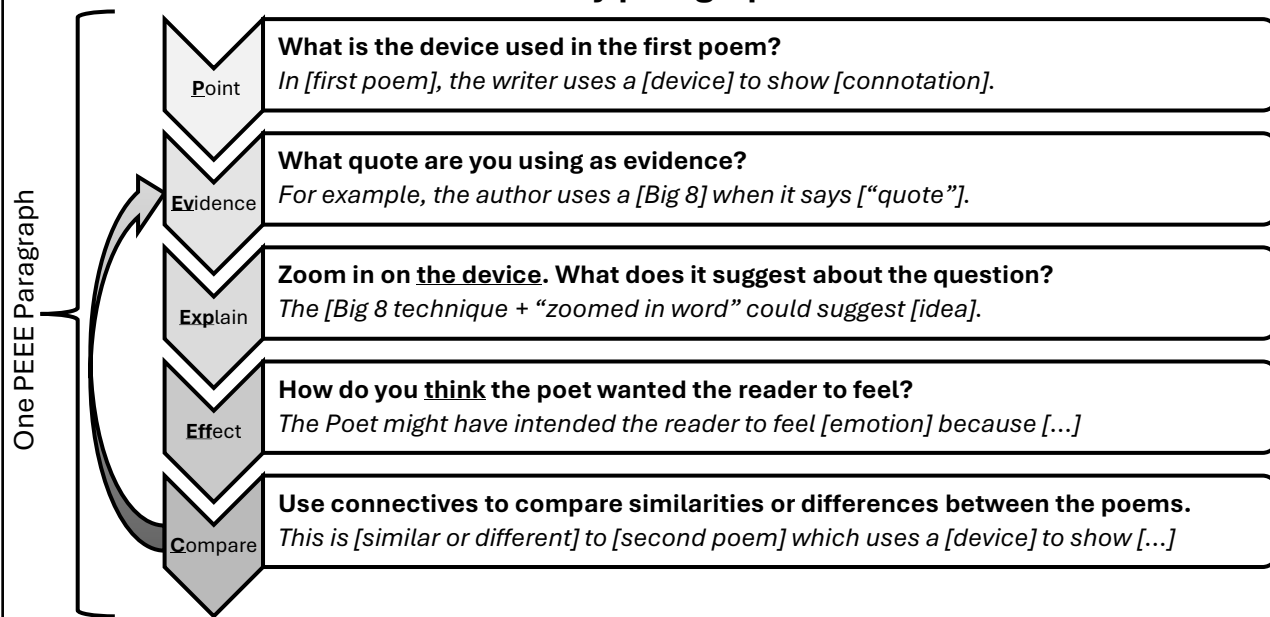 What is the device used in the first poem?
In [first poem], the writer uses a [device] to show [connotation].
Point
What quote are you using as evidence?
For example, the author uses a [Big 8] when it says [“quote”].
Evidence
Zoom in on the device. What does it suggest about the question?
The [Big 8 technique + “zoomed in word” could suggest [idea].
Explain
How do you think the poet wanted the reader to feel?
The Poet might have intended the reader to feel [emotion] because [...]
Effect
Use connectives to compare similarities or differences between the poems.
This is [similar or different] to [second poem] which uses a [device] to show [...]
Compare
One PEEE Paragraph